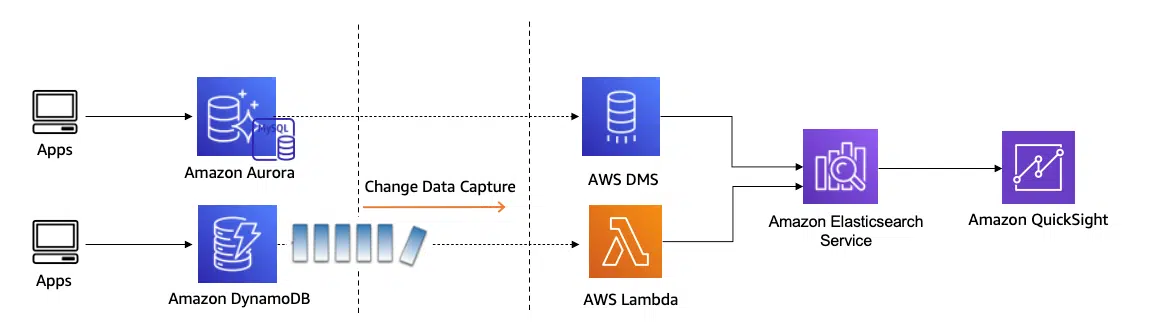 Apps
MySQL
Amazon Aurora
Change Data Capture
AWS DMS
Apps
Amazon DynamoDB
AWS Lambda
Amazon Elasticsearch
Service
Amazon QuickSight